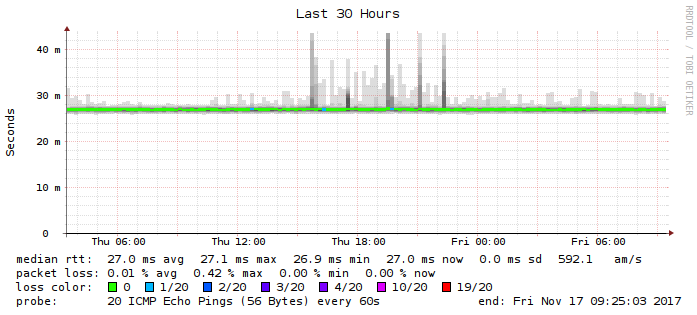 Last 30 Hours
RRDTOOL / TOBI OETIKER
Seconds
40 m
30 m
20 m
10 m
0
Thu 06:00 Thu 12:00 Thu 18:00 Fri 00:00 Fri 06:00
median rtt: 27.0 ms avg 27.1 ms max 26.9 ms min 27.0 ms now 0.0 ms sd 592.1 am/s
packet loss: 0.01 % avg 0.42 % max 0.00 % min 0.00 % now
loss color: 0 1/20 2/20 3/20 4/20 10/20 19/20
probe: 20 ICMP Echo Pings (56 Bytes) every 60s end: Fri Nov 17 09:25:03 2017